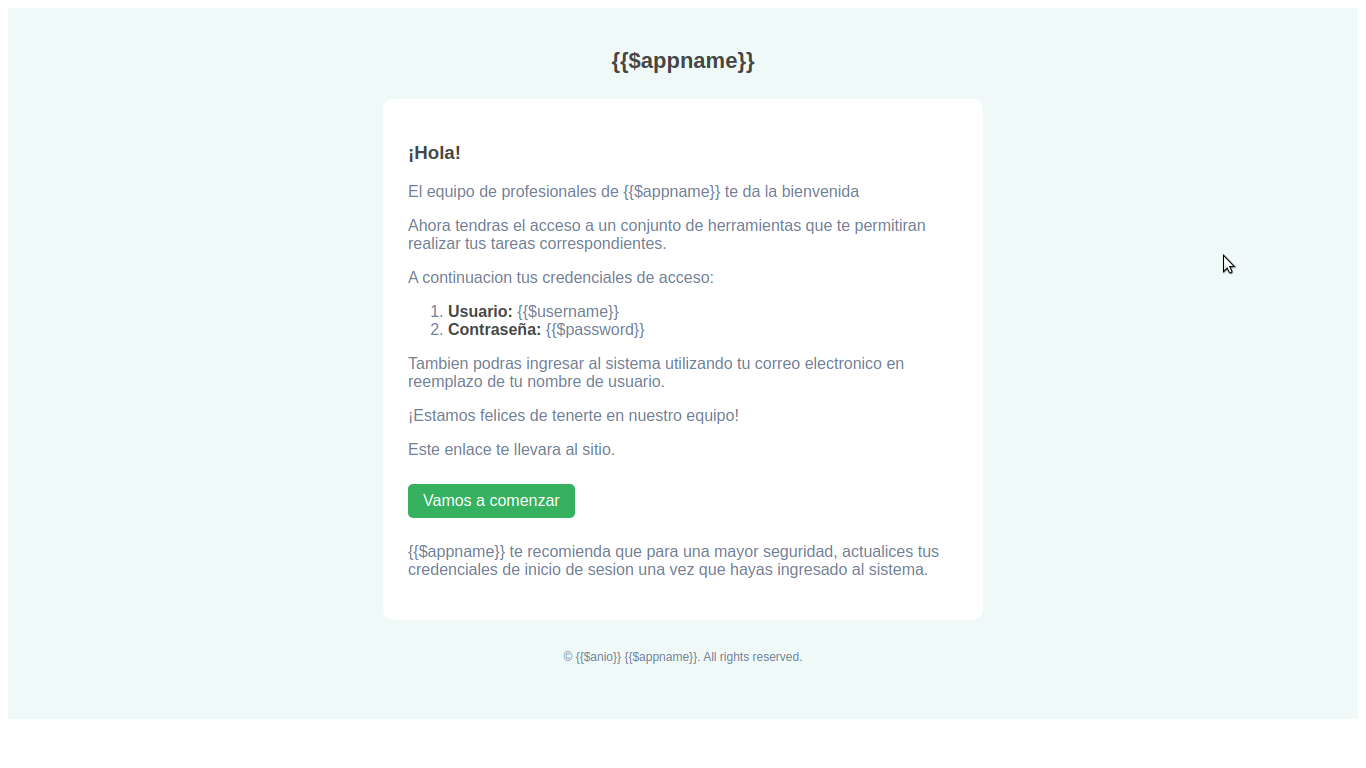 {{$appname}}
¡Hola!
El equipo de profesionales de {{$appname}} te da la bienvenida
Ahora tendras el acceso a un conjunto de herramientas que te permitiran
realizar tus tareas correspondientes.
A continuacion tus credenciales de acceso:
1. Usuario: {{$username}}
2. Contraseña: {{$password}}
Tambien podras ingresar al sistema utilizando tu correo electronico en
reemplazo de tu nombre de usuario.
¡Estamos felices de tenerte en nuestro equipo!
Este enlace te llevara al sitio.
Vamos a comenzar
{{$appname}} te recomienda que para una mayor seguridad, actualices tus
credenciales de inicio de sesion una vez que hayas ingresado al sistema.
© {{$anio}} {{$appname}}. All rights reserved.